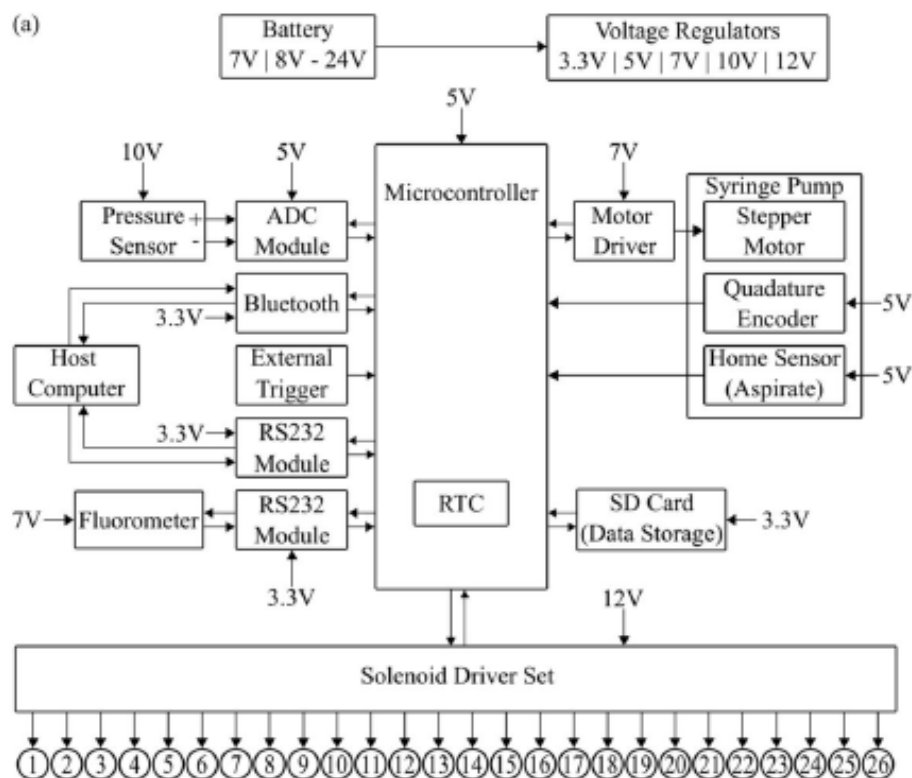 (a)
Battery
7V | 8V - 24V
Voltage Regulators
3.3V | 5V | 7V | 10V | 12V
5V
10V
5V
7V
Microcontroller
Syringe Pump
Pressure
Sensor
+
-
ADC
Module
Motor
Driver
Stepper
Motor
Bluetooth
3.3V
Quadature
Encoder
5V
Host
Computer
External
Trigger
Home Sensor
(Aspirate)
5V
3.3V
RS232
Module
RTC
7V
Fluorometer
RS232
Module
3.3V
SD Card
(Data Storage)
3.3V
12V
Solenoid Driver Set
1 2 3 4 5 6 7 8 9 10 11 12 13 14 15 16 17 18 19 20 21 22 23 24 25 26